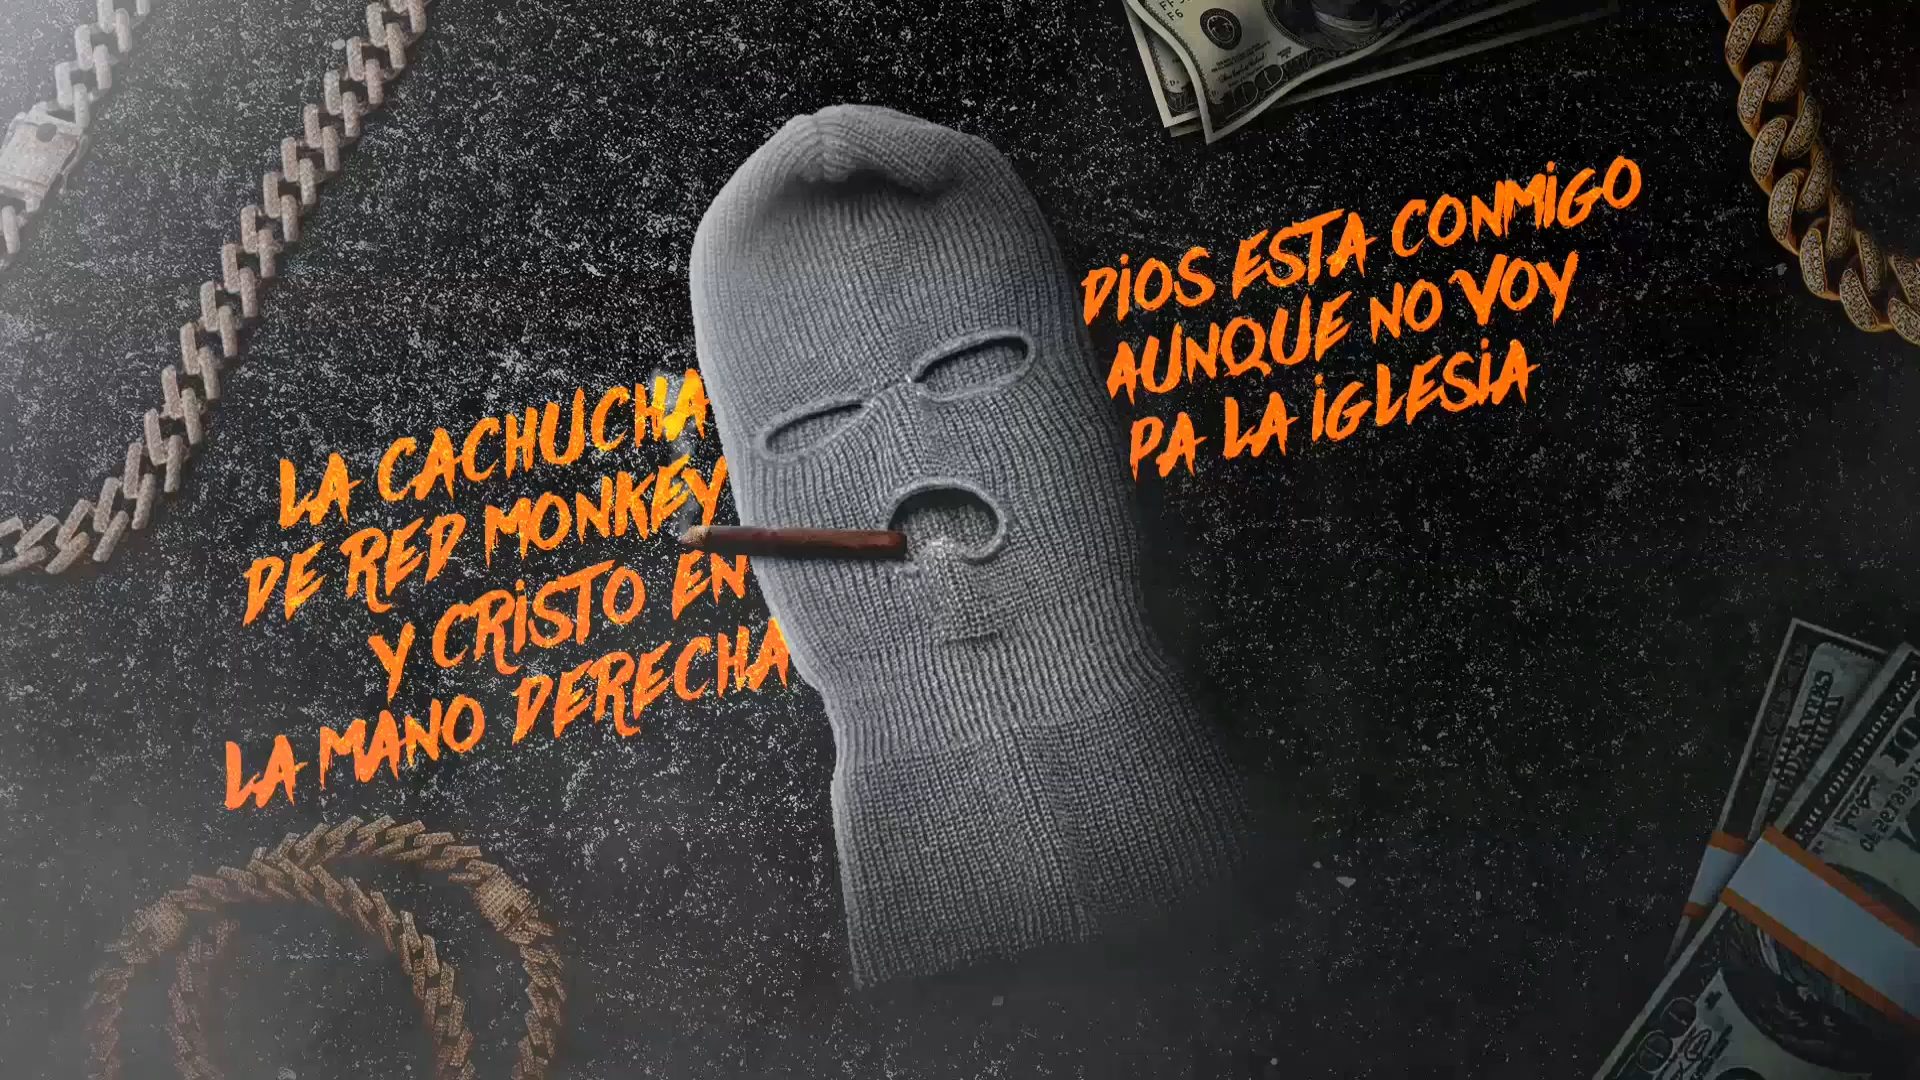 LA CACHUCHA
DE RED MONKEY
Y CRISTO EN
LA MANO DERECHA
DIOS ESTA CONMIGO
AUNQUE NO VOY
PA LA IGLESIA